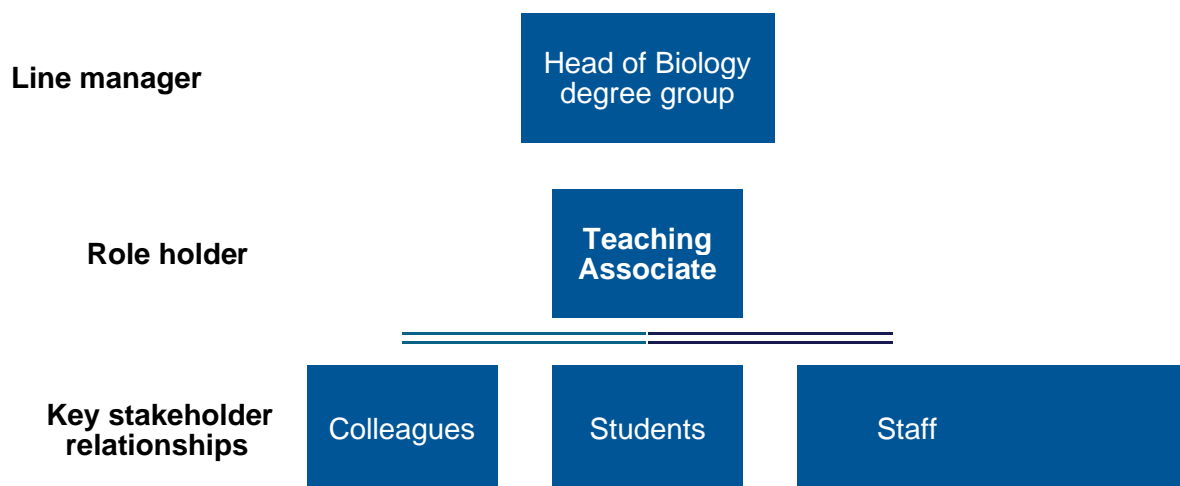 Line manager
Head of Biology
degree group
Role holder
Teaching
Associate
Key stakeholder
relationships
Colleagues
Students
Staff